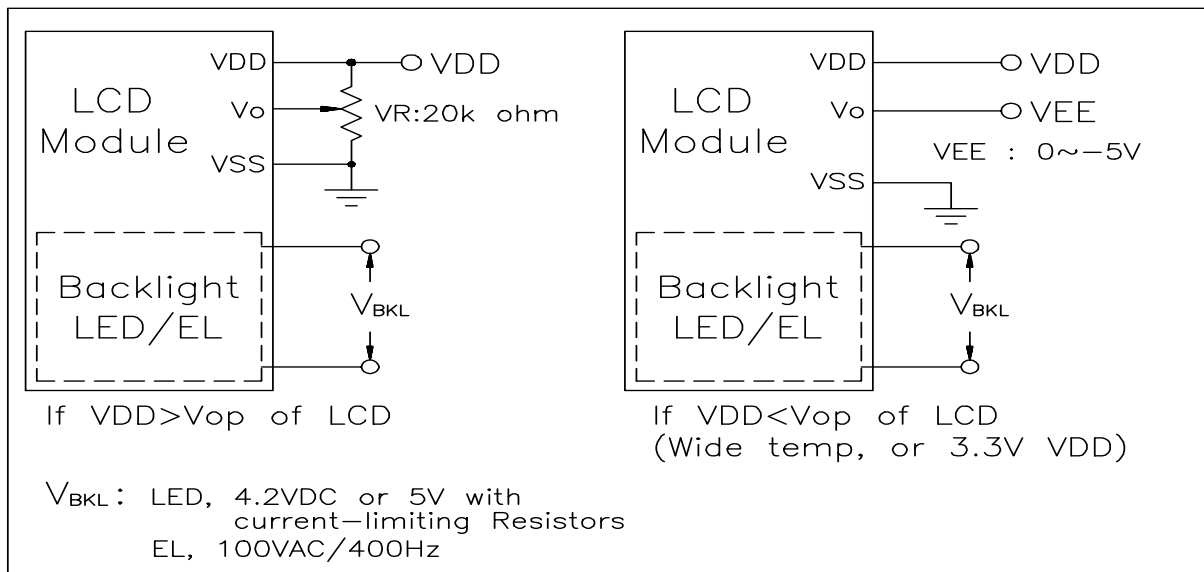 VDD
VDD
LCD
Module
Vo
VR:20k ohm
VSS
Backlight
LED/EL
VBKL
If VDD>Vop of LCD
VDD
VDD
LCD
Module
Vo
VEE
VEE : 0~-5V
VSS
Backlight
LED/EL
VBKL
If VDD<Vop of LCD
(Wide temp, or 3.3V VDD)
VBKL: LED, 4.2VDC or 5V with
current-limiting Resistors
EL, 100VAC/400Hz